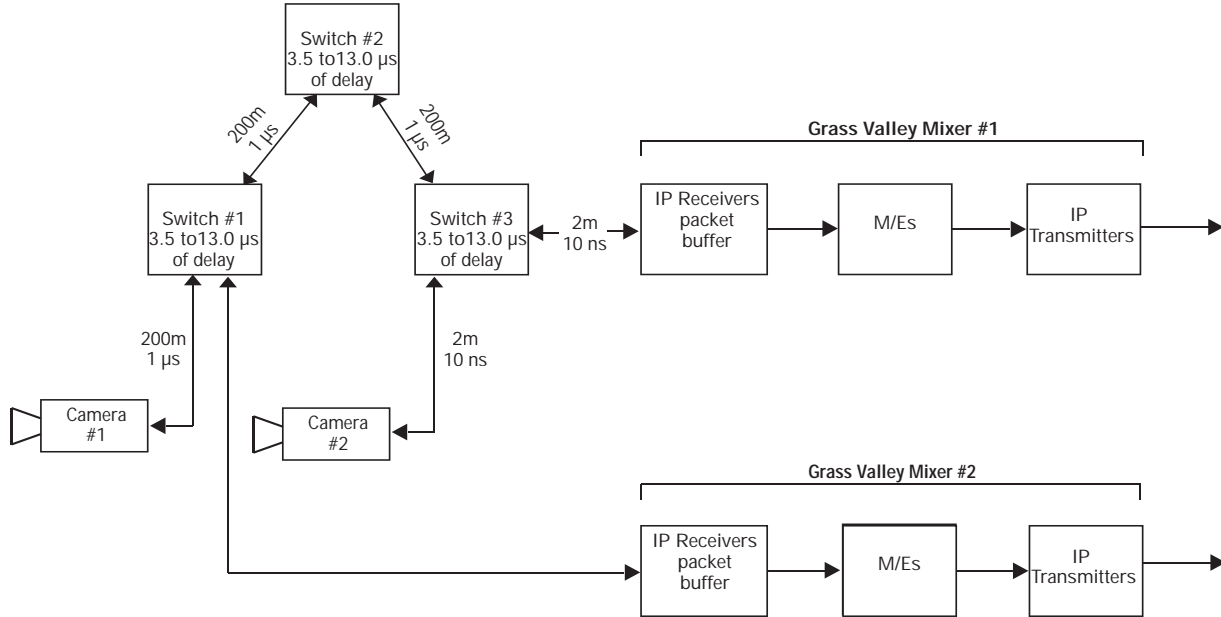 Switch #2
3.5 to13.0 µs
of delay
200m
1 µs
200m
1 µs
Grass Valley Mixer #1
Switch #1
3.5 to13.0 µs
of delay
Switch #3
3.5 to13.0 µs
of delay
2m
10 ns
IP Receivers
packet
buffer
M/Es
IP
Transmitters
200m
1 µs
2m
10 ns
Camera
#1
Camera
#2
Grass Valley Mixer #2
IP Receivers
packet
buffer
M/Es
IP
Transmitters